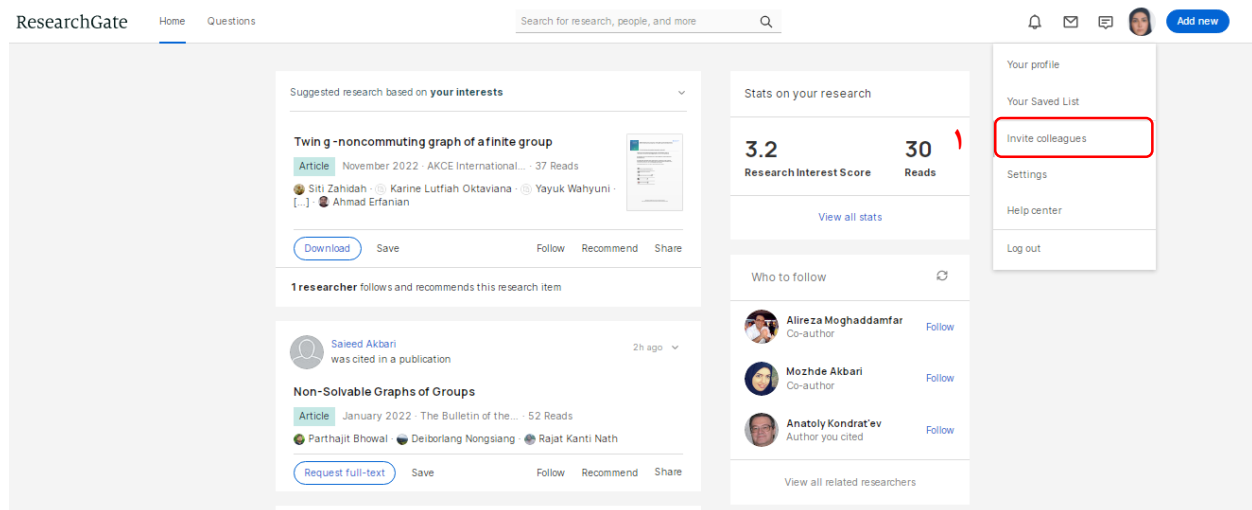 ResearchGate Home Questions Search for research, people, and more Add new
Your profile
Your Saved List
Invite colleagues
Settings
Help center
Log out
Suggested research based on your interests
Twin g-noncommuting graph of a finite group
Article November 2022 · AKCE International... · 37 Reads
Siti Zahidah · Karine Lutfiah Oktaviana · Yayuk Wahyuni ·
[...] · Ahmad Erfanian
Download Save Follow Recommend Share
1 researcher follows and recommends this research item
Saieed Akbari
was cited in a publication
2h ago
Non-Solvable Graphs of Groups
Article January 2022 · The Bulletin of the... · 52 Reads
Parthajit Bhowal · Deiborlang Nongsiang · Rajat Kanti Nath
Request full-text Save Follow Recommend Share
Stats on your research
3.2 30
Research Interest Score Reads
View all stats
Who to follow
Alireza Moghaddamfar
Co-author
Follow
Mozhde Akbari
Co-author
Follow
Anatoly Kondrat'ev
Author you cited
Follow
View all related researchers